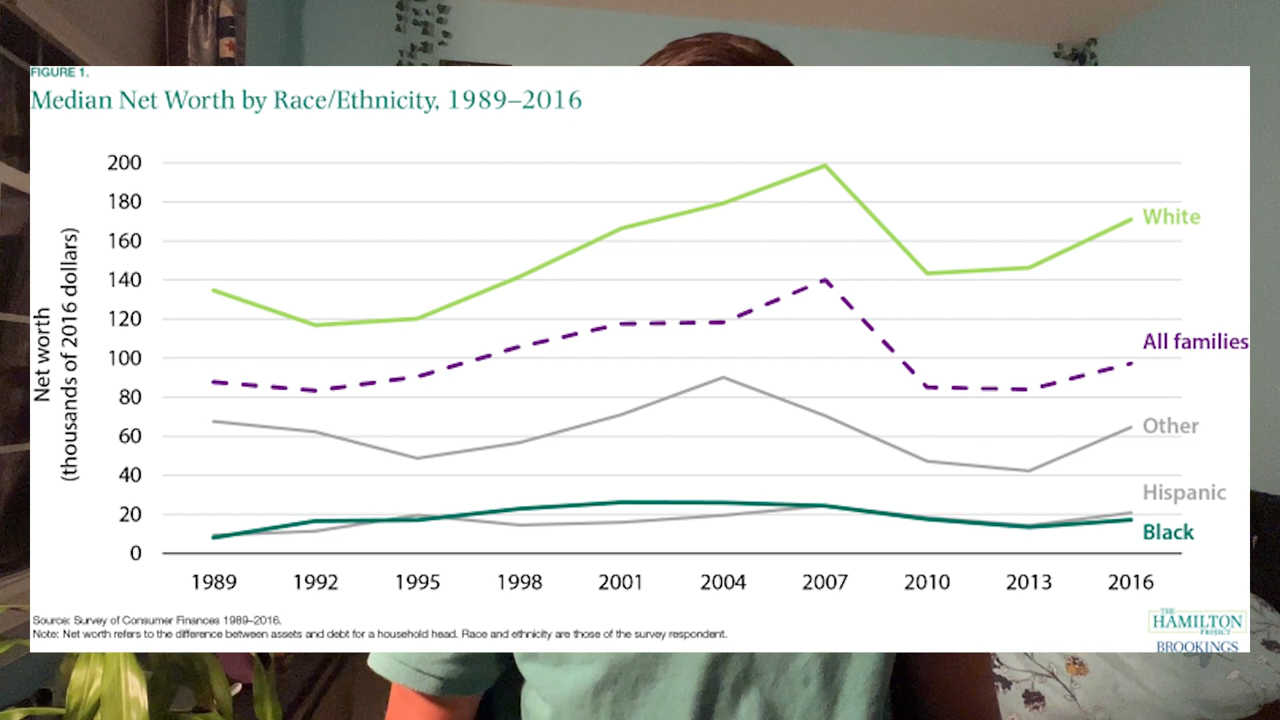 FIGURE 1.
Median Net Worth by Race/Ethnicity, 1989–2016
Net worth
(thousands of 2016 dollars)
200
180
160
140
120
100
80
60
40
20
0
White
All families
Other
Hispanic
Black
1989 1992 1995 1998 2001 2004 2007 2010 2013 2016
Source: Survey of Consumer Finances 1989–2016.
Note: Net worth refers to the difference between assets and debt for a household head. Race and ethnicity are those of the survey respondent.
THE
HAMILTON
PROJECT
BROOKINGS